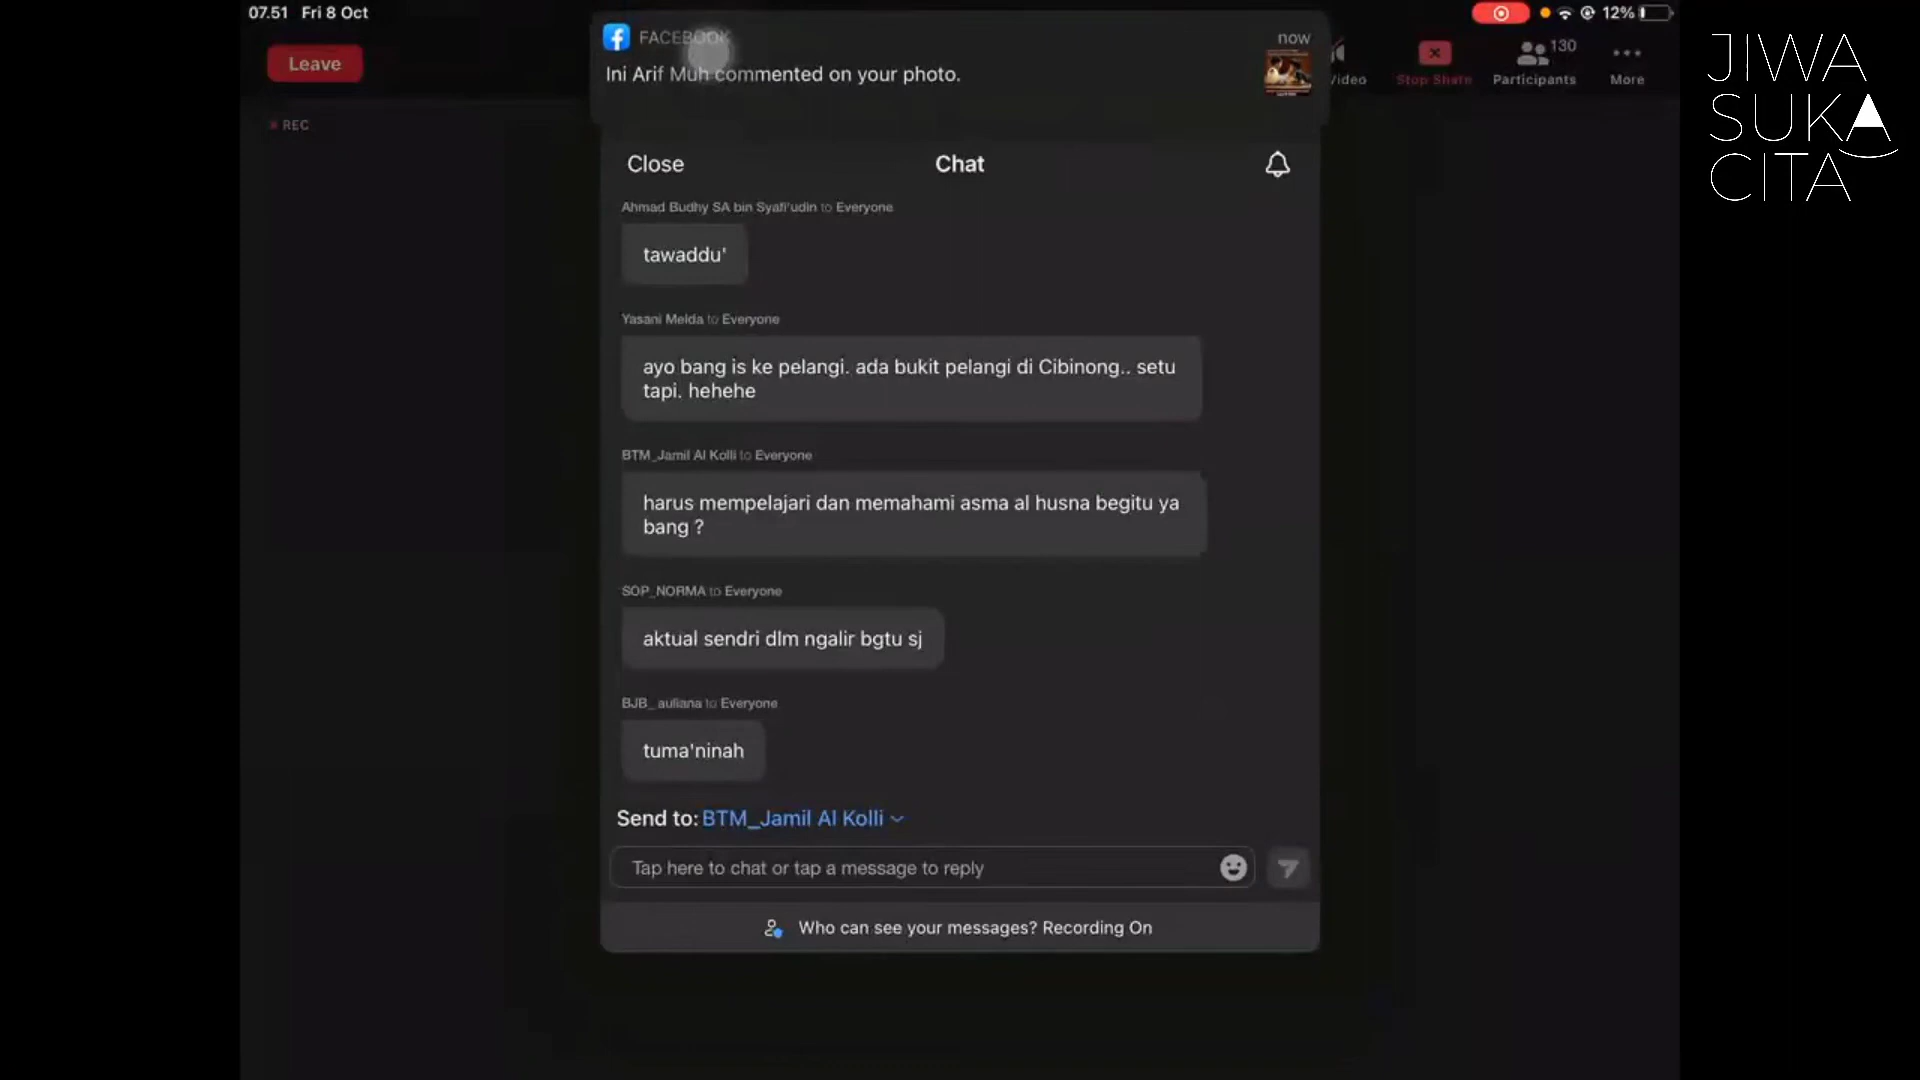 07.51 Fri 8 Oct
12%
FACEBOOK
now
Ini Arif Muh commented on your photo.
Leave
Video
Stop Share
Participants
130
More
REC
JIWA
SUKA
CITA
Close
Chat
Ahmad Budhy SA bin Syafi'udin to Everyone
tawaddu'
Yasani Melda to Everyone
ayo bang is ke pelangi. ada bukit pelangi di Cibinong.. setu
tapi. hehehe
BTM_Jamil Al Kolli to Everyone
harus mempelajari dan memahami asma al husna begitu ya
bang ?
SOP_NORMA to Everyone
aktual sendri dlm ngalir bgtu sj
BJB_ auliana to Everyone
tuma'ninah
Send to: BTM_Jamil Al Kolli
Tap here to chat or tap a message to reply
Who can see your messages? Recording On